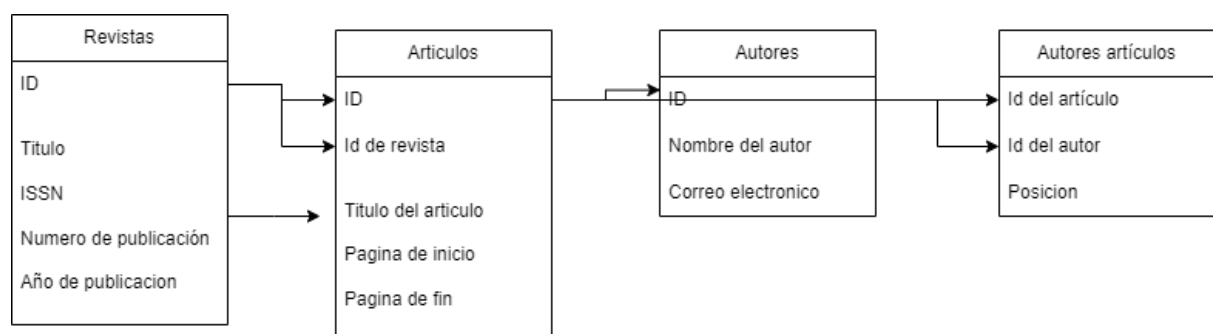 Revistas
ID
Titulo
ISSN
Numero de publicación
Año de publicacion
Articulos
ID
Id de revista
Titulo del articulo
Pagina de inicio
Pagina de fin
Autores
ID
Nombre del autor
Correo electronico
Autores artículos
Id del artículo
Id del autor
Posicion